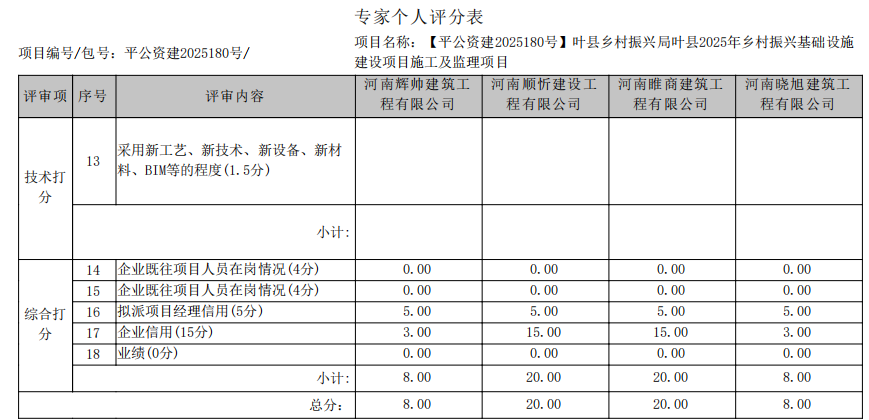 专家个人评分表
项目编号/包号: 平公资建2025180号/
项目名称: 【平公资建2025180号】叶县乡村振兴局叶县2025年乡村振兴基础设施
建设项目施工及监理项目
评审项 序号 评审内容 河南辉帅建筑工程有限公司 河南顺忻建设工程有限公司 河南睢商建筑工程有限公司 河南晓旭建筑工程有限公司
技术打分
13 采用新工艺、新技术、新设备、新材
料、BIM等的程度(1.5分)
小计:
综合打分
14 企业既往项目人员在岗情况(4分) 0.00 0.00 0.00 0.00
15 企业既往项目人员在岗情况(4分) 0.00 0.00 0.00 0.00
16 拟派项目经理信用(5分) 5.00 5.00 5.00 5.00
17 企业信用(15分) 3.00 15.00 15.00 3.00
18 业绩(0分) 0.00 0.00 0.00 0.00
小计: 8.00 20.00 20.00 8.00
总分: 8.00 20.00 20.00 8.00